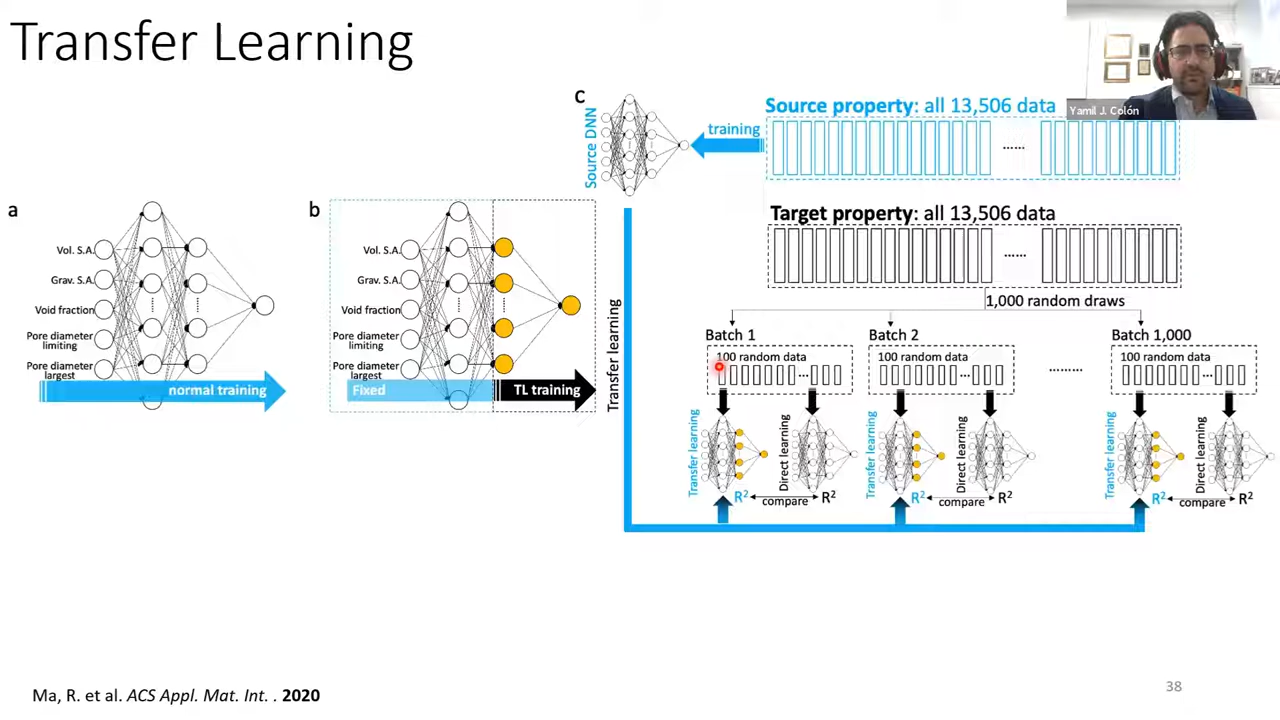 Transfer Learning
Yamil J. Colón
a
Vol. S.A.
Grav. S.A.
Void fraction
Pore diameter
limiting
Pore diameter
largest
normal training
b
Vol. S.A.
Grav. S.A.
Void fraction
Pore diameter
limiting
Pore diameter
largest
Fixed
TL training
c
Source DNN
training
Source property: all 13,506 data
......
Target property: all 13,506 data
......
1,000 random draws
Transfer learning
Batch 1
100 random data
...
Transfer learning
Direct learning
R²
compare
R²
Batch 2
100 random data
...
Transfer learning
Direct learning
R²
compare
R²
.........
Batch 1,000
100 random data
...
Transfer learning
Direct learning
R²
compare
R²
Ma, R. et al. ACS Appl. Mat. Int. . 2020
38